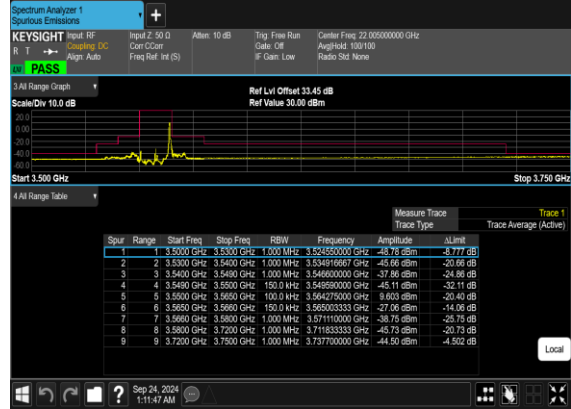 Spectrum Analyzer 1
Spurious Emissions
+
KEYSIGHT Input: RF Input Z: 50 Ω Atten: 10 dB Trig: Free Run Center Freq: 22.005000000 GHz
R T Coupling: DC Corr CCorr Gate: Off Avg|Hold: 100/100
Align: Auto Freq Ref: Int (S) IF Gain: Low Radio Std: None
PASS
3 All Range Graph
Ref Lvl Offset 33.45 dB
Scale/Div 10.0 dB Ref Value 30.00 dBm
20.0
0.00
-20.0
-40.0
-60.0
Start 3.500 GHz Stop 3.750 GHz
4 All Range Table
Measure Trace Trace 1
Trace Type Trace Average (Active)
Spur Range Start Freq Stop Freq RBW Frequency Amplitude ΔLimit
1 1 3.5000 GHz 3.5300 GHz 1.000 MHz 3.524550000 GHz -48.78 dBm -8.777 dB
2 2 3.5300 GHz 3.5400 GHz 1.000 MHz 3.534916667 GHz -45.66 dBm -20.66 dB
3 3 3.5400 GHz 3.5490 GHz 1.000 MHz 3.546600000 GHz -37.86 dBm -24.86 dB
4 4 3.5490 GHz 3.5500 GHz 150.0 kHz 3.549590000 GHz -45.11 dBm -32.11 dB
5 5 3.5500 GHz 3.5650 GHz 100.0 kHz 3.564275000 GHz 9.603 dBm -20.40 dB
6 6 3.5650 GHz 3.5660 GHz 150.0 kHz 3.565003333 GHz -27.06 dBm -14.06 dB
7 7 3.5660 GHz 3.5800 GHz 1.000 MHz 3.571110000 GHz -38.75 dBm -25.75 dB
8 8 3.5800 GHz 3.7200 GHz 1.000 MHz 3.711833333 GHz -45.73 dBm -20.73 dB
9 9 3.7200 GHz 3.7500 GHz 1.000 MHz 3.737700000 GHz -44.50 dBm -4.502 dB
Local
?
Sep 24, 2024
1:11:47 AM